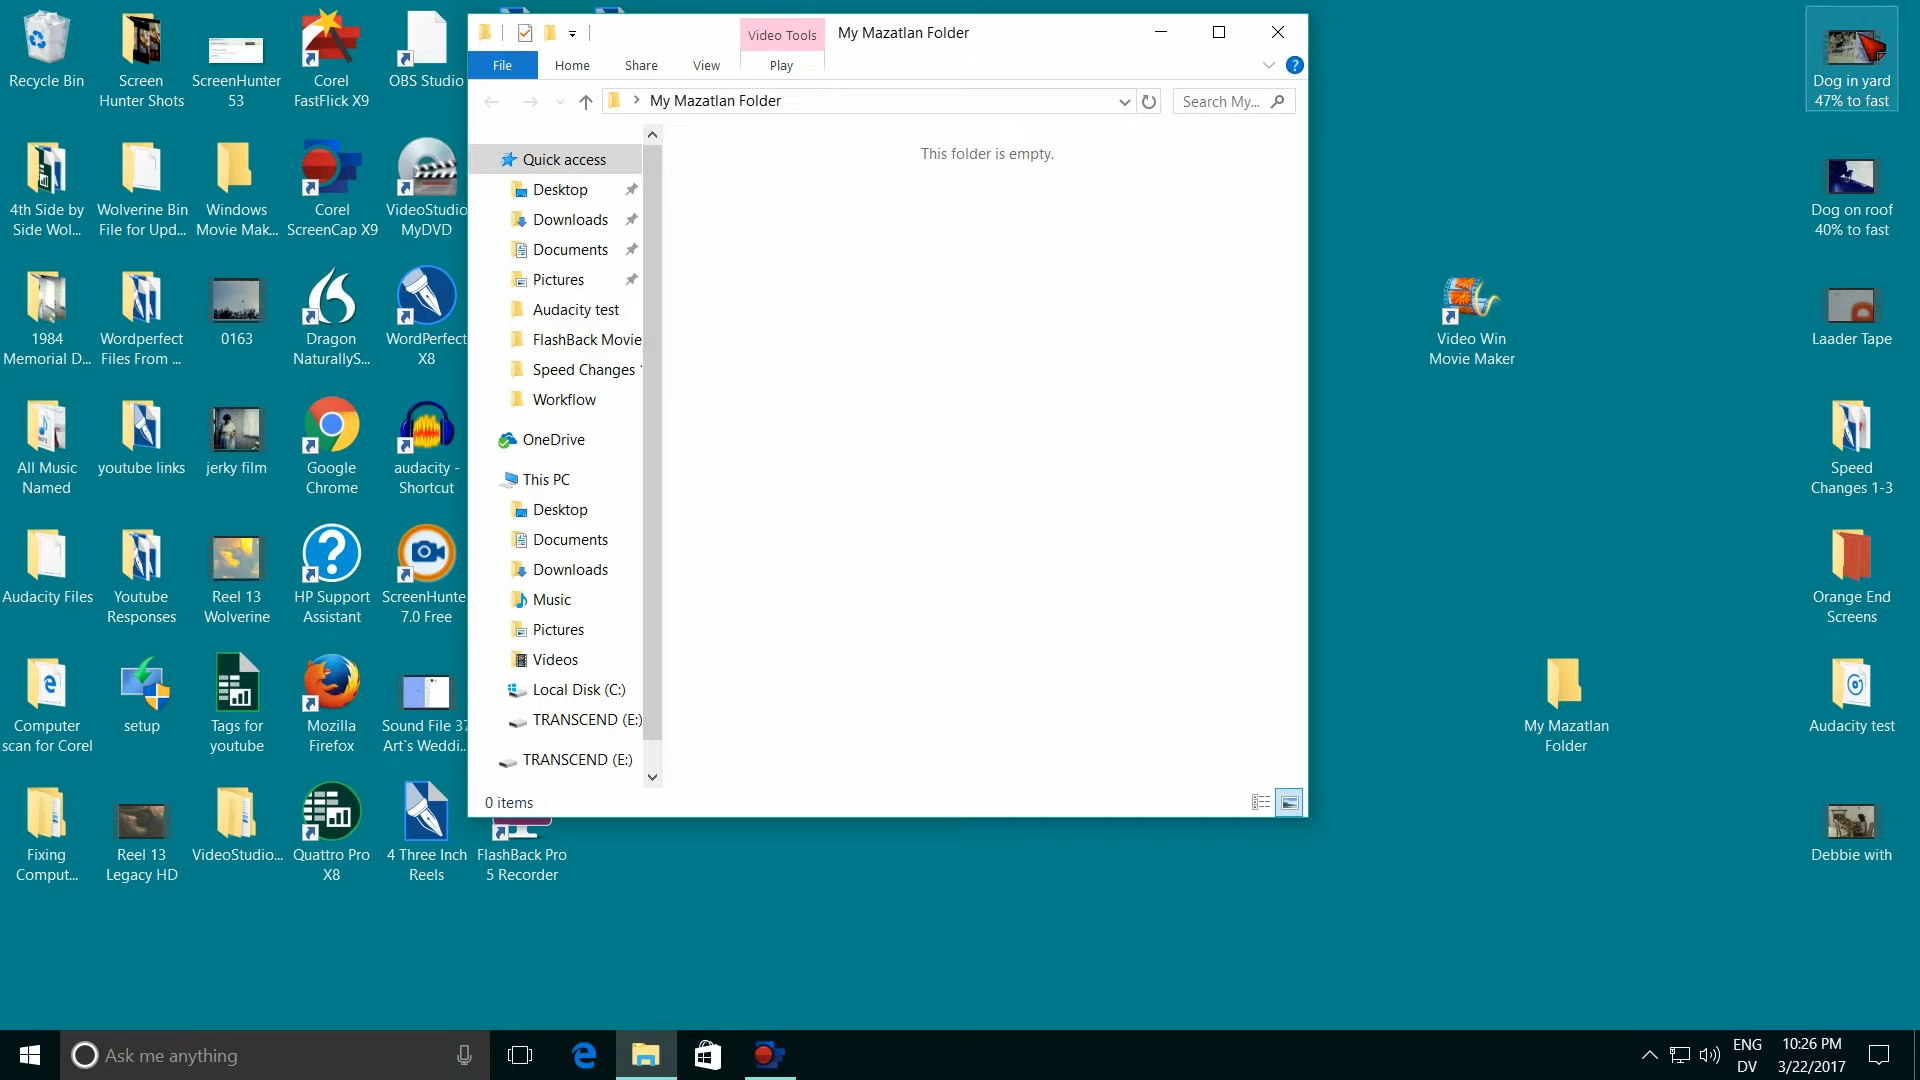 Recycle Bin
Screen
Hunter Shots
ScreenHunter
53
Corel
FastFlick X9
OBS Studio
4th Side by
Side Wol...
Wolverine Bin
File for Upd...
Windows
Movie Mak...
Corel
ScreenCap X9
VideoStudio
MyDVD
1984
Memorial D...
Wordperfect
Files From ...
0163
Dragon
NaturallyS...
WordPerfect
X8
All Music
Named
youtube links
jerky film
Google
Chrome
audacity -
Shortcut
Audacity Files
Youtube
Responses
Reel 13
Wolverine
HP Support
Assistant
ScreenHunte
7.0 Free
Computer
scan for Corel
setup
Tags for
youtube
Mozilla
Firefox
Sound File 37
Art`s Weddi...
Fixing
Comput...
Reel 13
Legacy HD
VideoStudio...
Quattro Pro
X8
4 Three Inch
Reels
FlashBack Pro
5 Recorder
Video Tools
My Mazatlan Folder
File
Home
Share
View
Play
My Mazatlan Folder
Search My...
This folder is empty.
Quick access
Desktop
Downloads
Documents
Pictures
Audacity test
FlashBack Movie
Speed Changes
Workflow
OneDrive
This PC
Desktop
Documents
Downloads
Music
Pictures
Videos
Local Disk (C:)
TRANSCEND (E:)
TRANSCEND (E:)
0 items
Video Win
Movie Maker
My Mazatlan
Folder
Dog in yard
47% to fast
Dog on roof
40% to fast
Laader Tape
Speed
Changes 1-3
Orange End
Screens
Audacity test
Debbie with
Ask me anything
ENG
DV
10:26 PM
3/22/2017